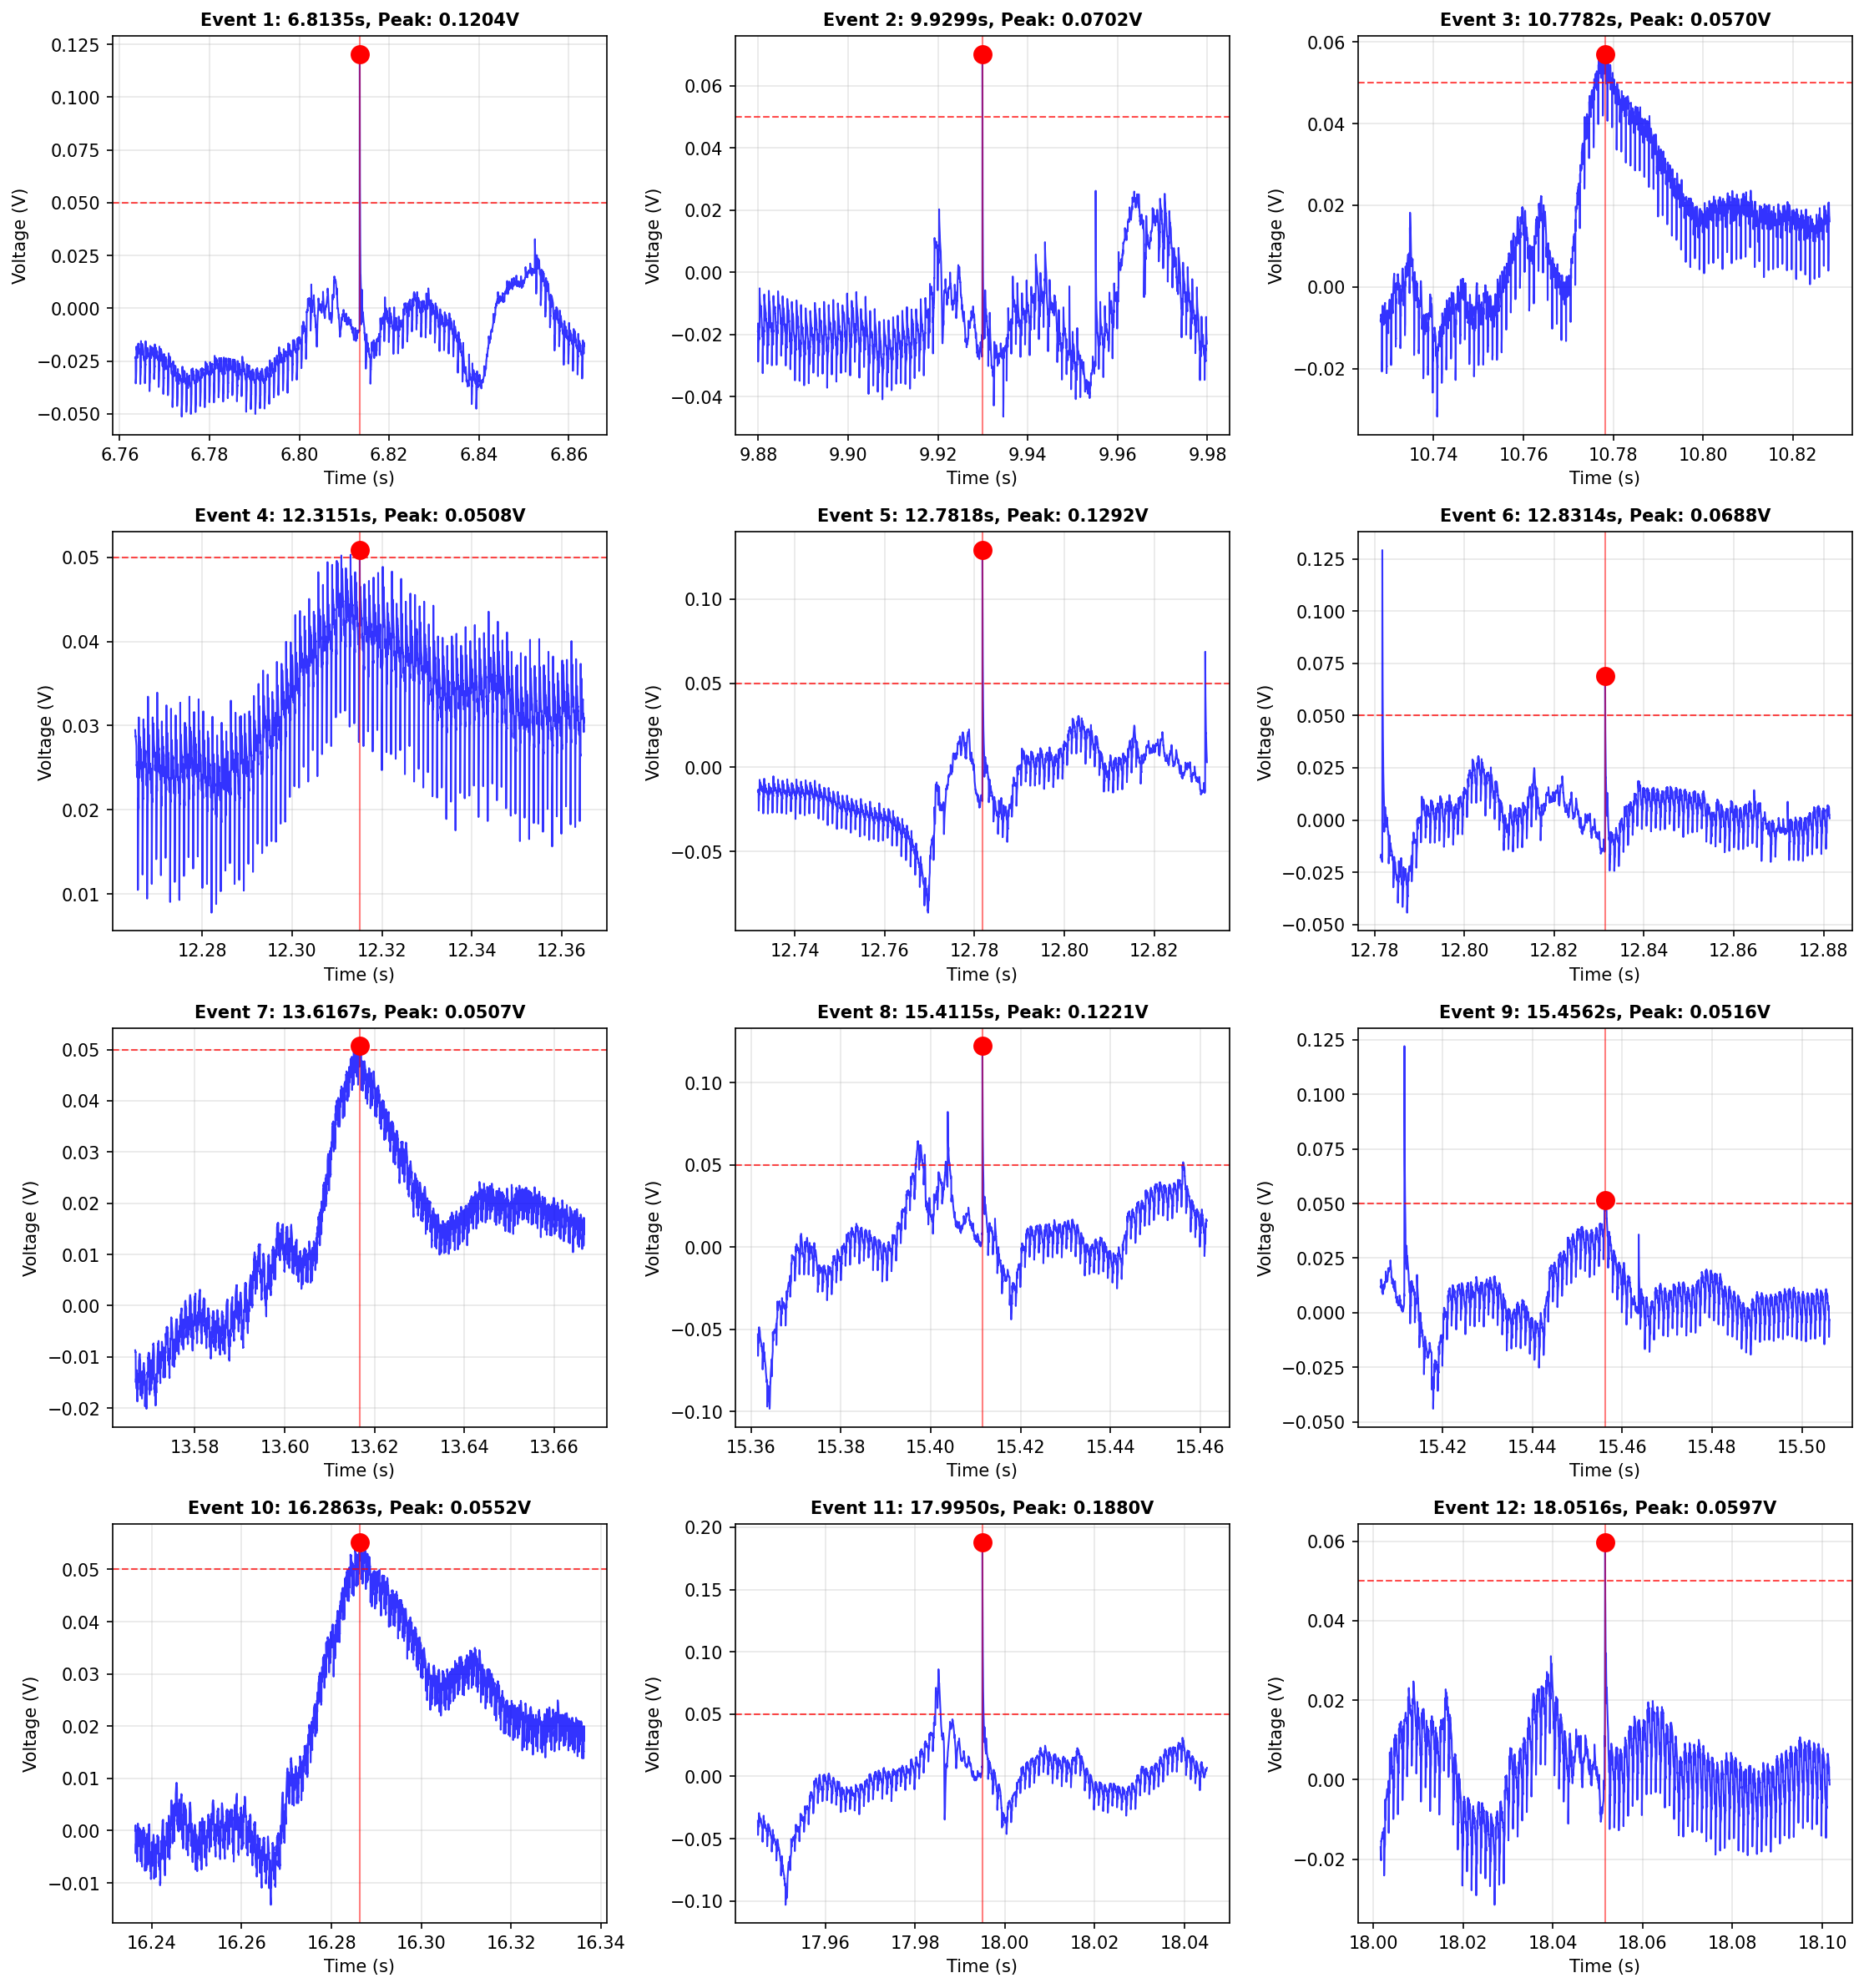 Event 1: 6.8135s, Peak: 0.1204V
Event 2: 9.9299s, Peak: 0.0702V
Event 3: 10.7782s, Peak: 0.0570V
0.125
0.100
0.075
0.050
0.025
0.000
−0.025
−0.050
Voltage (V)
6.76 6.78 6.80 6.82 6.84 6.86
Time (s)
0.06
0.04
0.02
0.00
−0.02
−0.04
Voltage (V)
9.88 9.90 9.92 9.94 9.96 9.98
Time (s)
0.06
0.04
0.02
0.00
−0.02
Voltage (V)
10.74 10.76 10.78 10.80 10.82
Time (s)
Event 4: 12.3151s, Peak: 0.0508V
Event 5: 12.7818s, Peak: 0.1292V
Event 6: 12.8314s, Peak: 0.0688V
0.05
0.04
0.03
0.02
0.01
Voltage (V)
12.28 12.30 12.32 12.34 12.36
Time (s)
0.10
0.05
0.00
−0.05
Voltage (V)
12.74 12.76 12.78 12.80 12.82
Time (s)
0.125
0.100
0.075
0.050
0.025
0.000
−0.025
−0.050
Voltage (V)
12.78 12.80 12.82 12.84 12.86 12.88
Time (s)
Event 7: 13.6167s, Peak: 0.0507V
Event 8: 15.4115s, Peak: 0.1221V
Event 9: 15.4562s, Peak: 0.0516V
0.05
0.04
0.03
0.02
0.01
0.00
−0.01
−0.02
Voltage (V)
13.58 13.60 13.62 13.64 13.66
Time (s)
0.10
0.05
0.00
−0.05
−0.10
Voltage (V)
15.36 15.38 15.40 15.42 15.44 15.46
Time (s)
0.125
0.100
0.075
0.050
0.025
0.000
−0.025
−0.050
Voltage (V)
15.42 15.44 15.46 15.48 15.50
Time (s)
Event 10: 16.2863s, Peak: 0.0552V
Event 11: 17.9950s, Peak: 0.1880V
Event 12: 18.0516s, Peak: 0.0597V
0.05
0.04
0.03
0.02
0.01
0.00
−0.01
Voltage (V)
16.24 16.26 16.28 16.30 16.32 16.34
Time (s)
0.20
0.15
0.10
0.05
0.00
−0.05
−0.10
Voltage (V)
17.96 17.98 18.00 18.02 18.04
Time (s)
0.06
0.04
0.02
0.00
−0.02
Voltage (V)
18.00 18.02 18.04 18.06 18.08 18.10
Time (s)